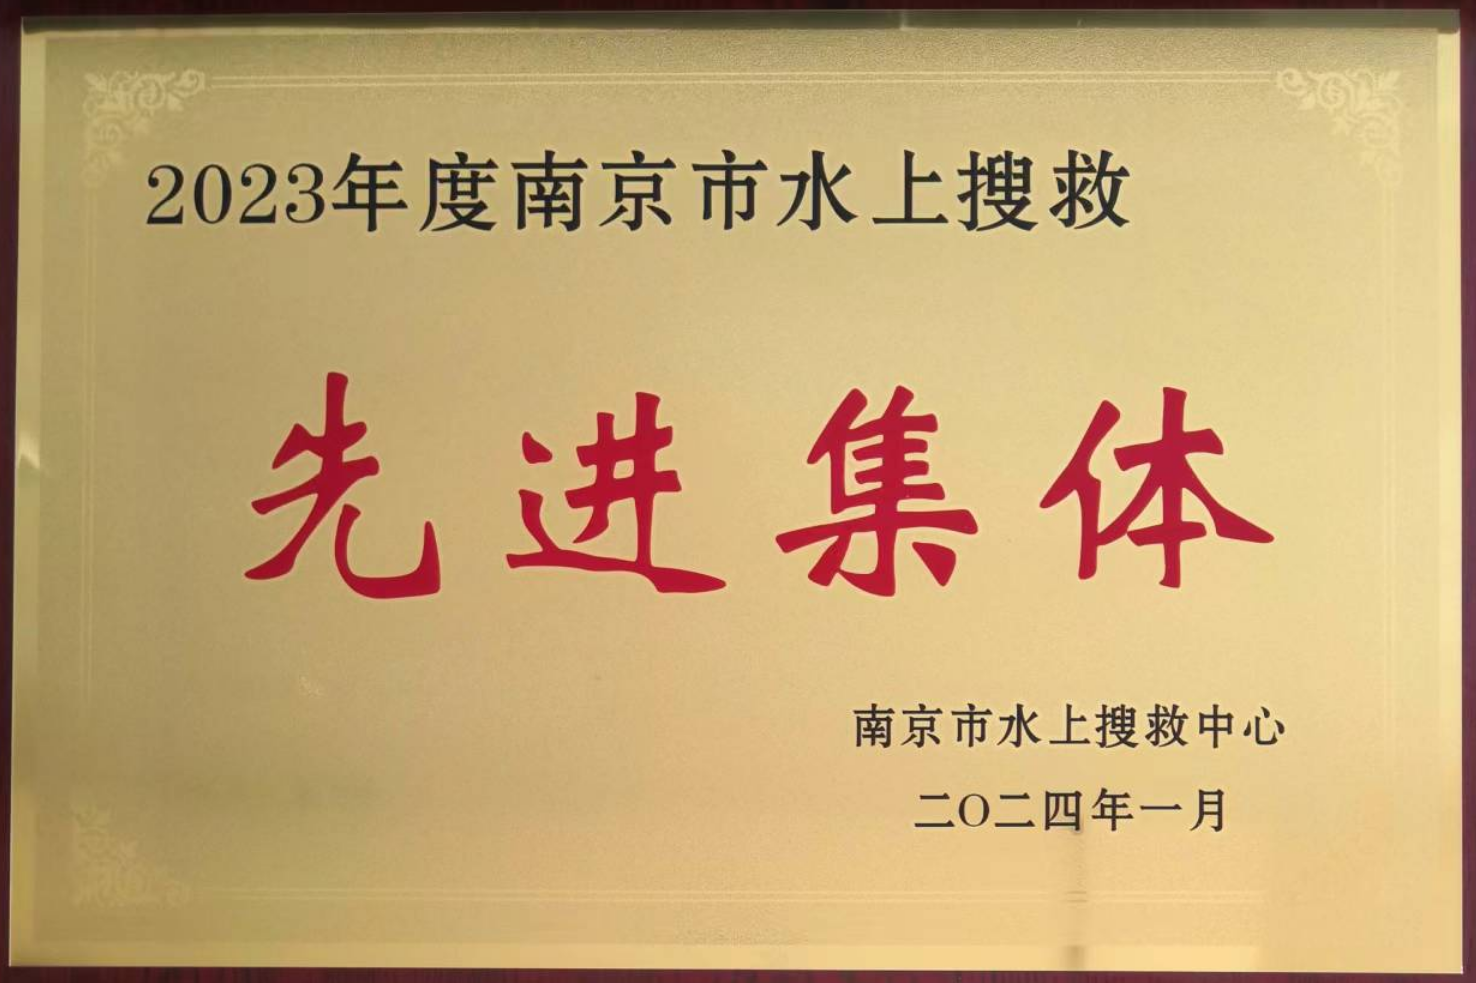 2023年度南京市水上搜救
先进集体
南京市水上搜救中心
二〇二四年一月